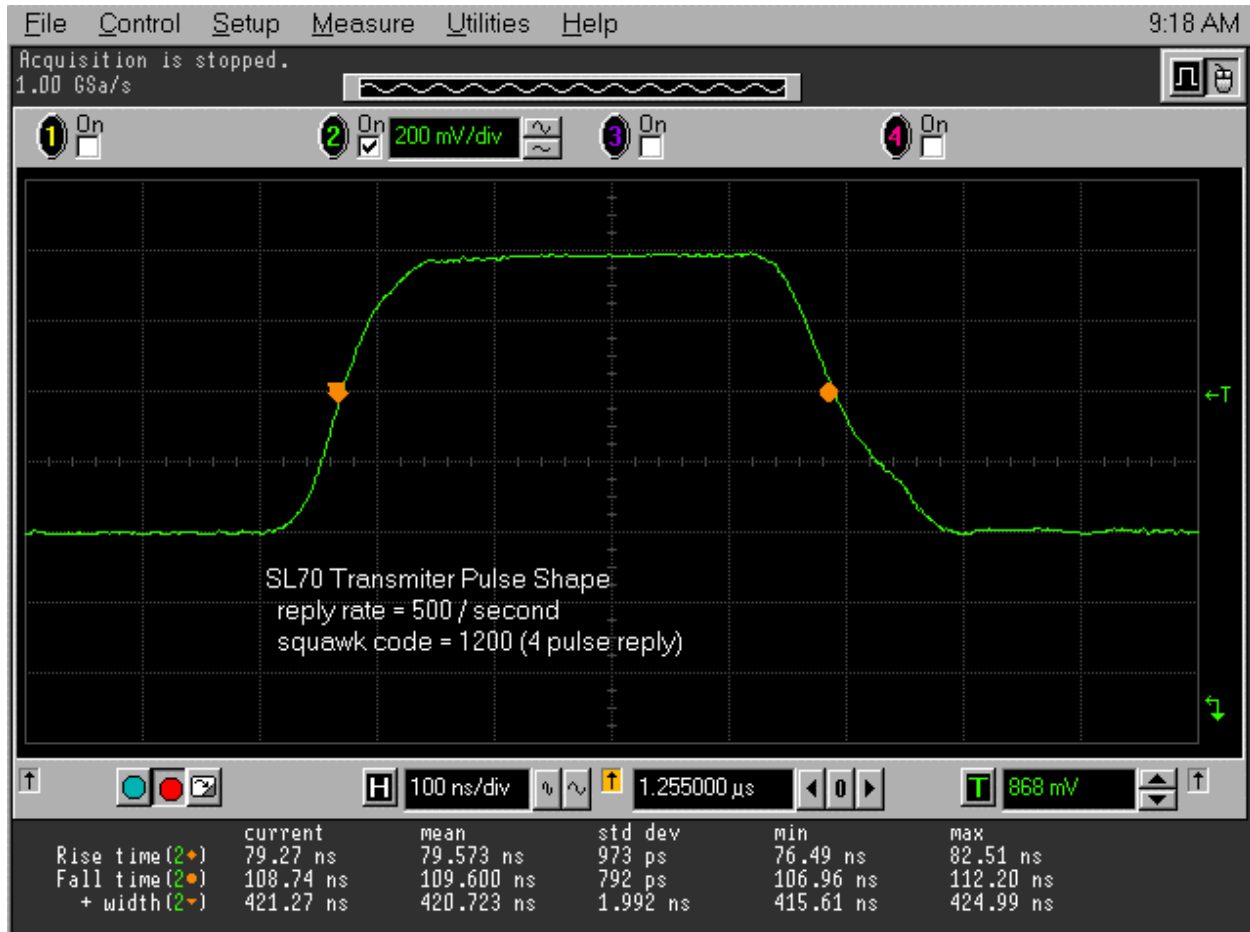 File Control Setup Measure Utilities Help 9:18 AM
Acquisition is stopped.
1.00 GSa/s
1 On 2 On 200 mV/div 3 On 4 On
←T
SL70 Transmiter Pulse Shape
reply rate = 500 / second
squawk code = 1200 (4 pulse reply)
H 100 ns/div 1.255000 µs 0 T 868 mV
current mean std dev min max
Rise time(2◆) 79.27 ns 79.573 ns 973 ps 76.49 ns 82.51 ns
Fall time(2●) 108.74 ns 109.600 ns 792 ps 106.96 ns 112.20 ns
+ width(2▾) 421.27 ns 420.723 ns 1.992 ns 415.61 ns 424.99 ns